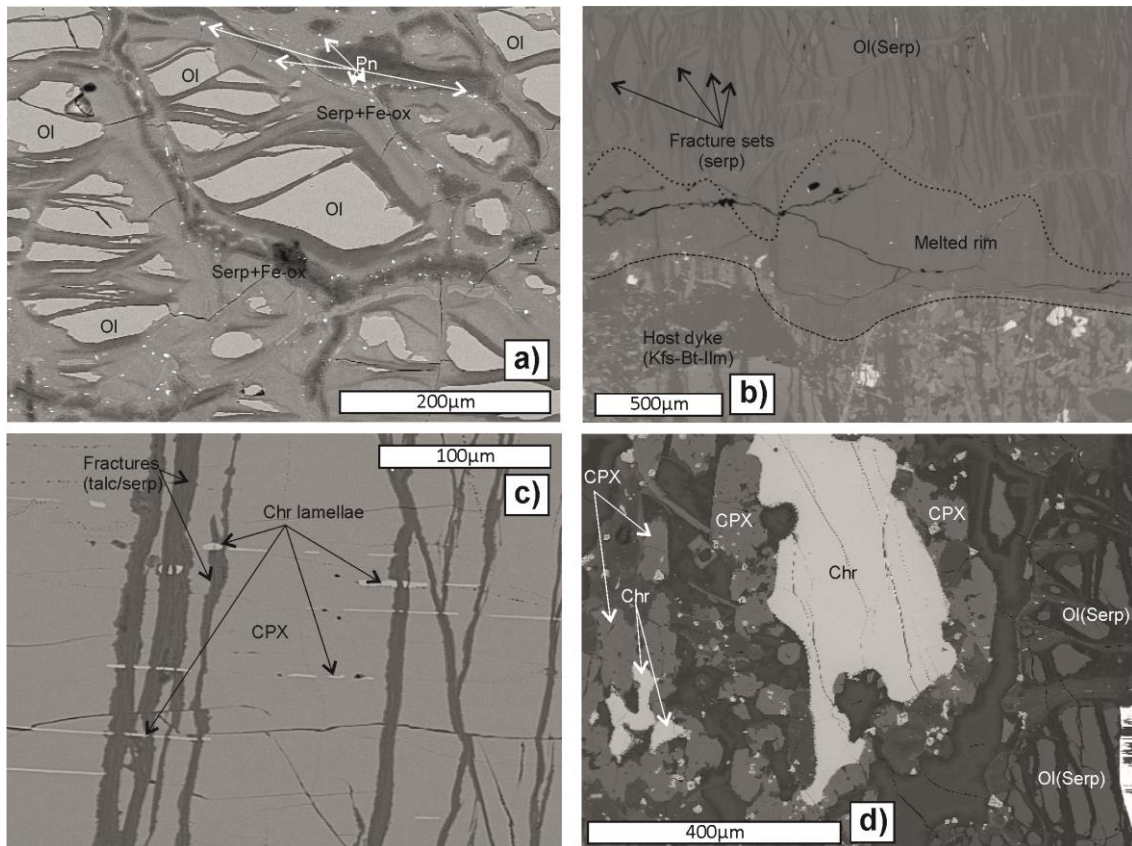 Ol
Ol
Pn
Ol
Serp+Fe-ox
Ol
Ol
Serp+Fe-ox
Ol
a)
200µm
Ol(Serp)
Fracture sets
(serp)
Melted rim
Host dyke
(Kfs-Bt-Ilm)
b)
500µm
100µm
Fractures
(talc/serp)
c)
Chr lamellae
CPX
CPX
CPX
CPX
Chr
Chr
Ol(Serp)
Ol(Serp)
400µm
d)